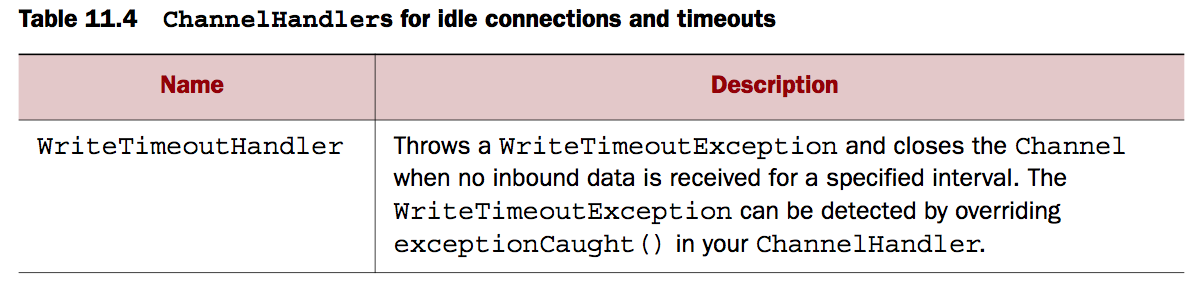 Table 11.4 ChannelHandlers for idle connections and timeouts
Name Description
WriteTimeoutHandler Throws a WriteTimeoutException and closes the Channel
when no inbound data is received for a specified interval. The
WriteTimeoutException can be detected by overriding
exceptionCaught() in your ChannelHandler.